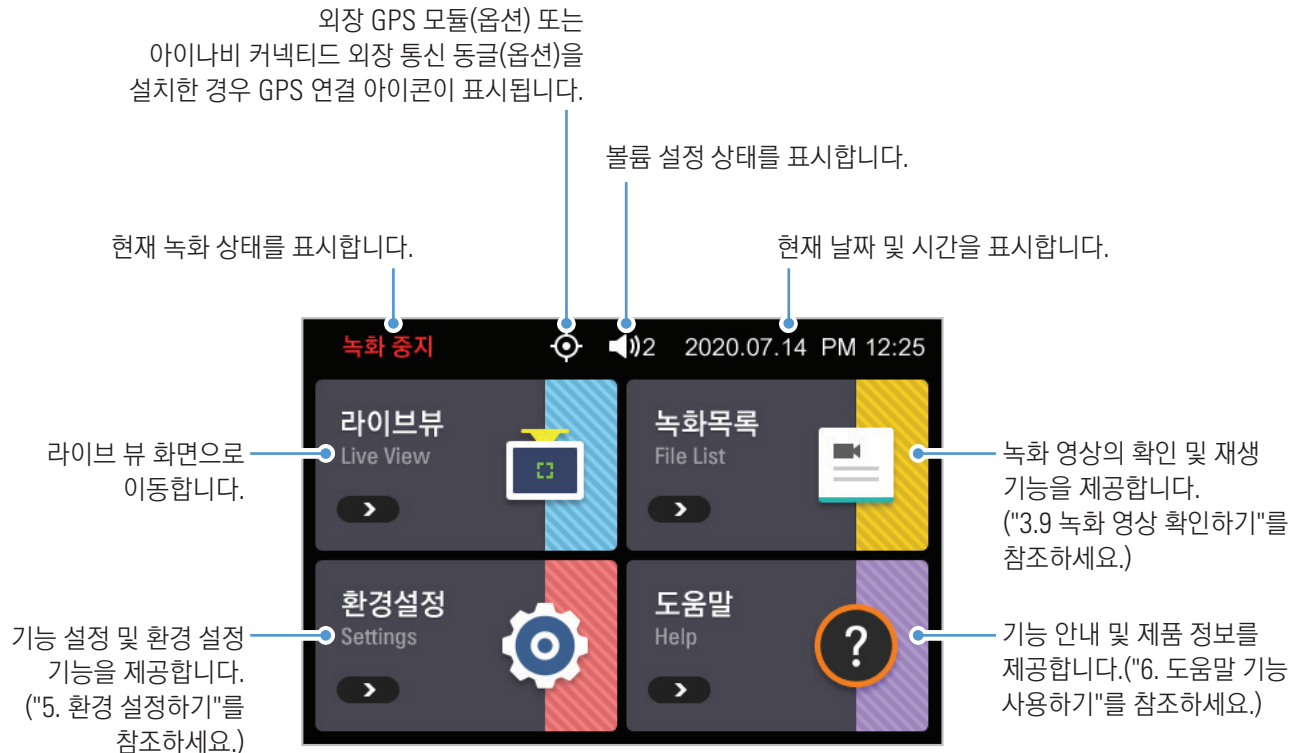 외장 GPS 모듈(옵션) 또는
아이나비 커넥티드 외장 통신 동글(옵션)을
설치한 경우 GPS 연결 아이콘이 표시됩니다.
볼륨 설정 상태를 표시합니다.
현재 녹화 상태를 표시합니다.
현재 날짜 및 시간을 표시합니다.
녹화 중지 2 2020.07.14 PM 12:25
라이브뷰
Live View
녹화목록
File List
라이브 뷰 화면으로
이동합니다.
녹화 영상의 확인 및 재생
기능을 제공합니다.
("3.9 녹화 영상 확인하기"를
참조하세요.)
환경설정
Settings
도움말
Help
?
기능 설정 및 환경 설정
기능을 제공합니다.
("5. 환경 설정하기"를
참조하세요.)
기능 안내 및 제품 정보를
제공합니다.("6. 도움말 기능
사용하기"를 참조하세요.)